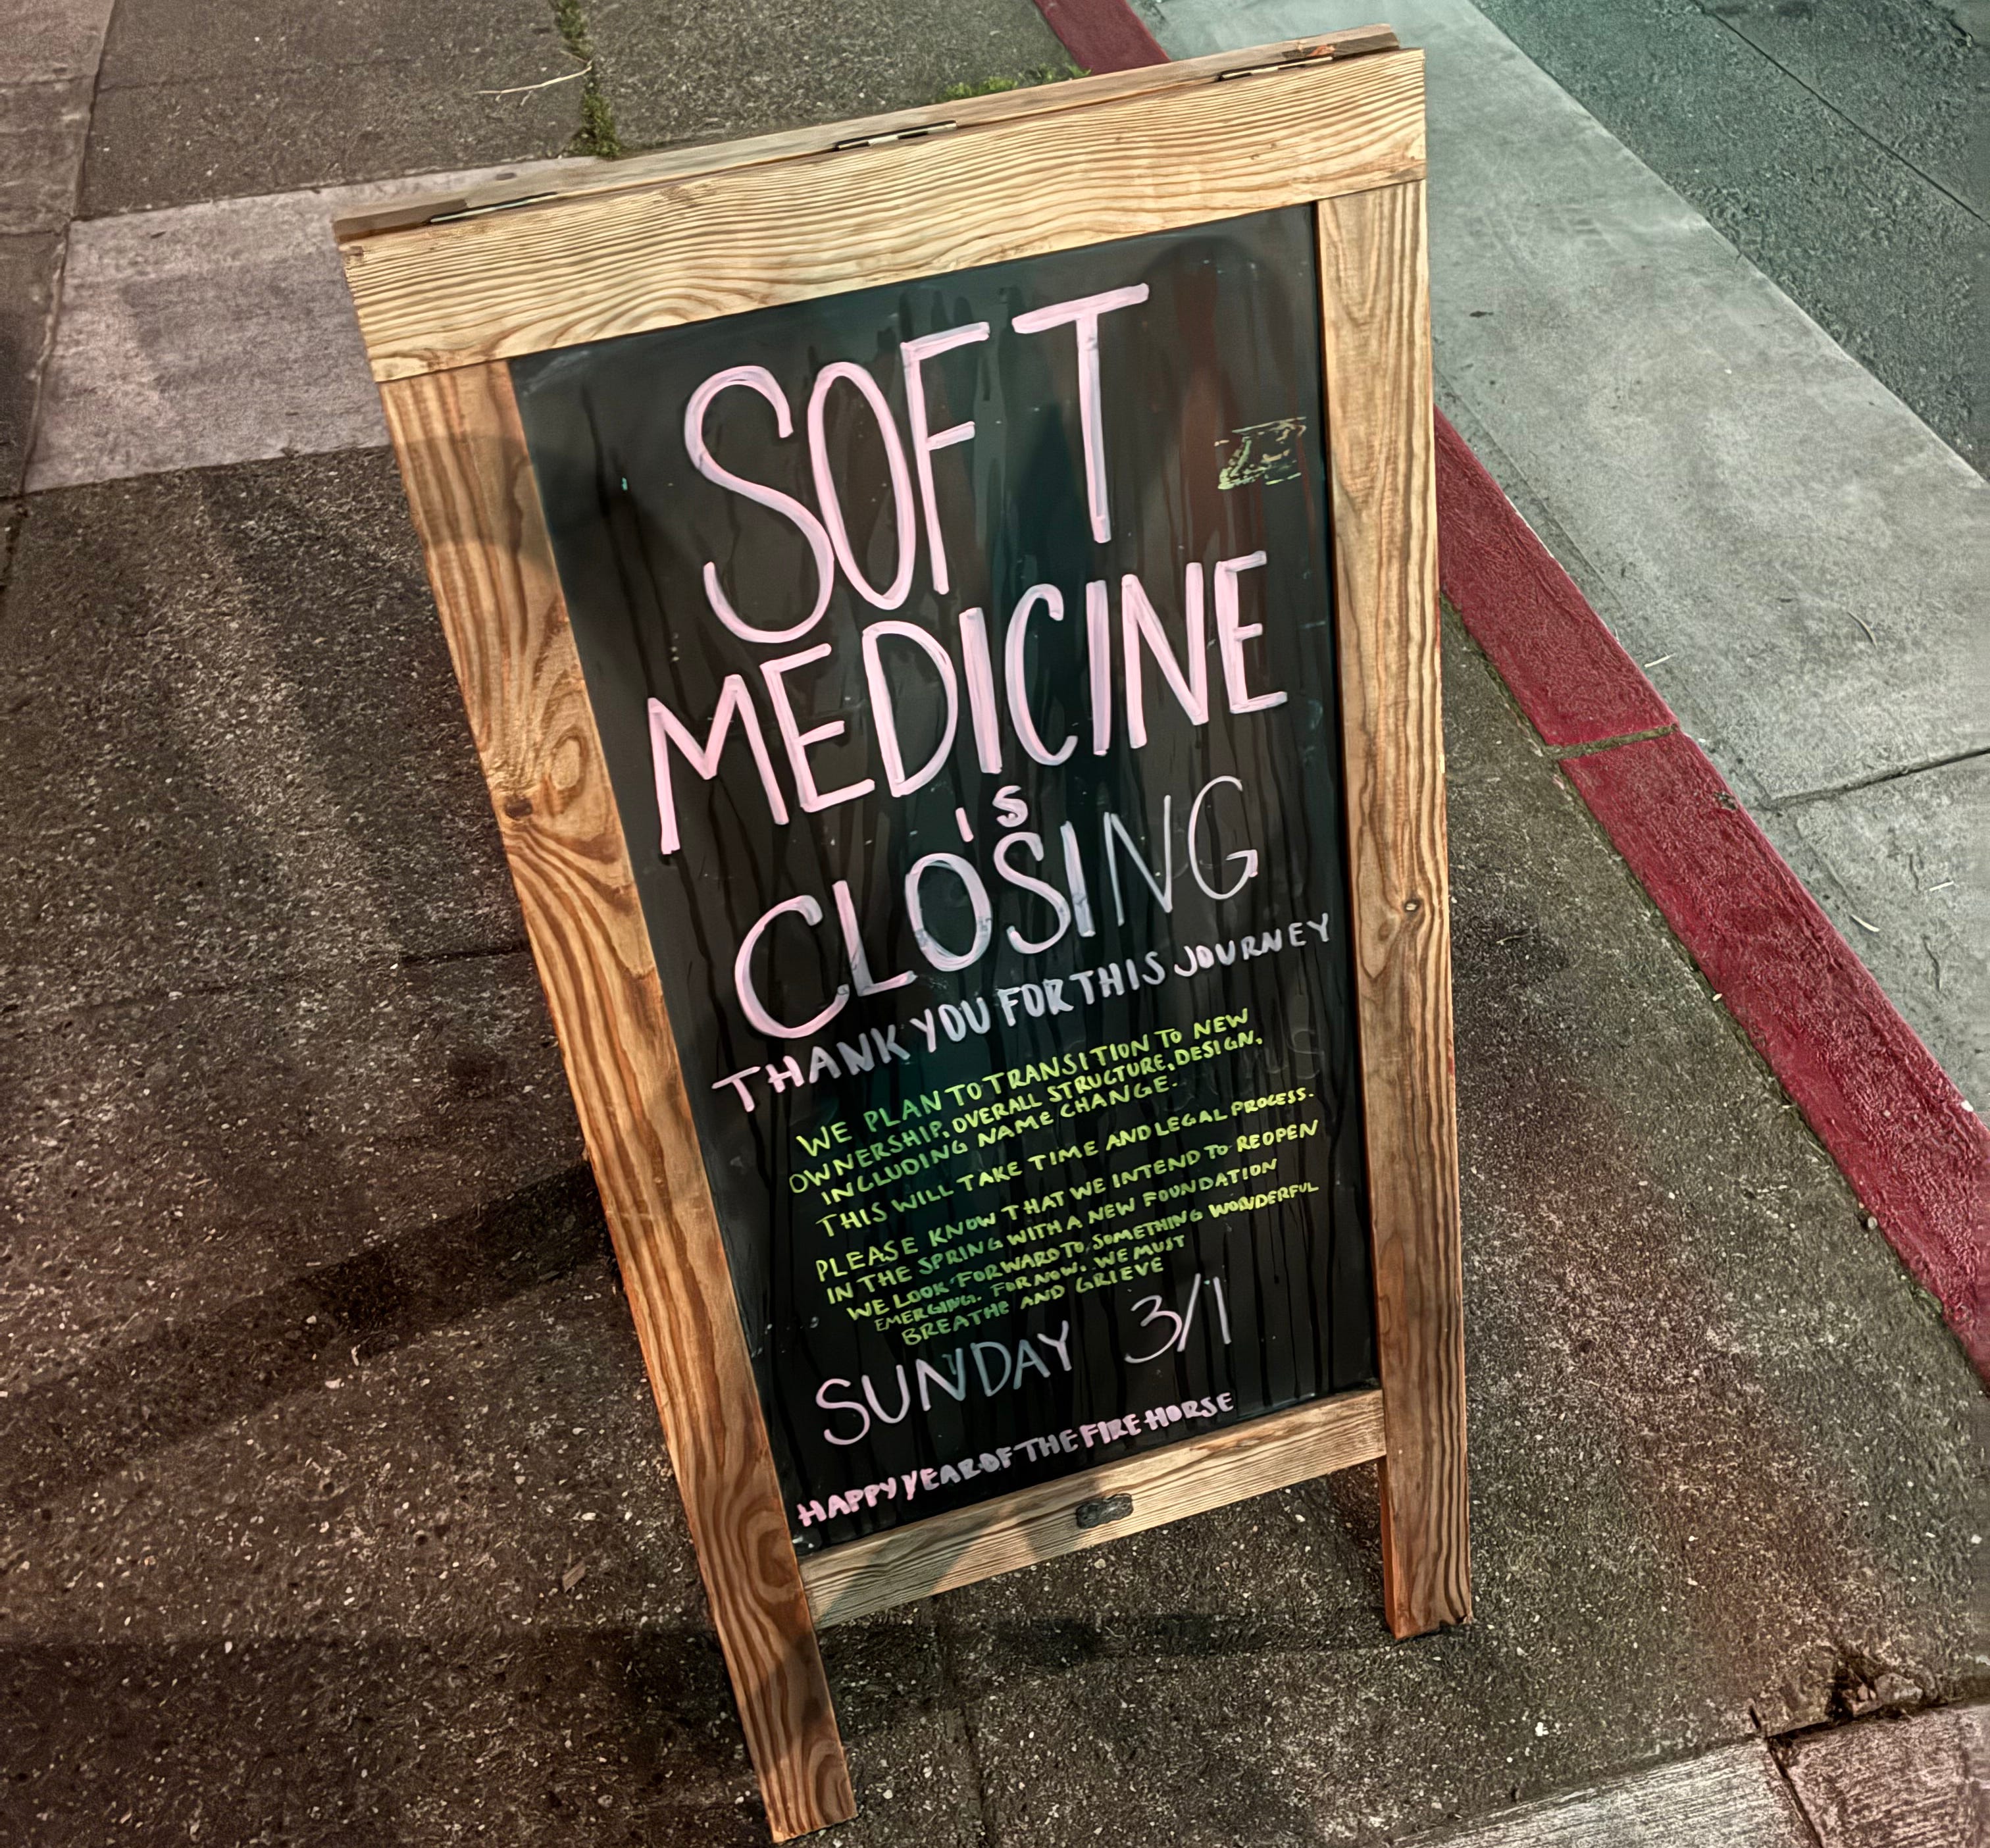 SOFT
MEDICINE
is
CLOSING
THANK YOU FOR THIS JOURNEY
WE PLAN TO TRANSITION TO NEW
OWNERSHIP, OVERALL STRUCTURE, DESIGN,
INCLUDING NAME CHANGE.
THIS WILL TAKE TIME AND LEGAL PROCESS.
PLEASE KNOW THAT WE INTEND TO REOPEN
IN THE SPRING WITH A NEW FOUNDATION
WE LOOK FORWARD TO SOMETHING WONDERFUL
EMERGING. FOR NOW, WE MUST
BREATHE AND GRIEVE
SUNDAY 3/1
HAPPY YEAR OF THE FIRE HORSE